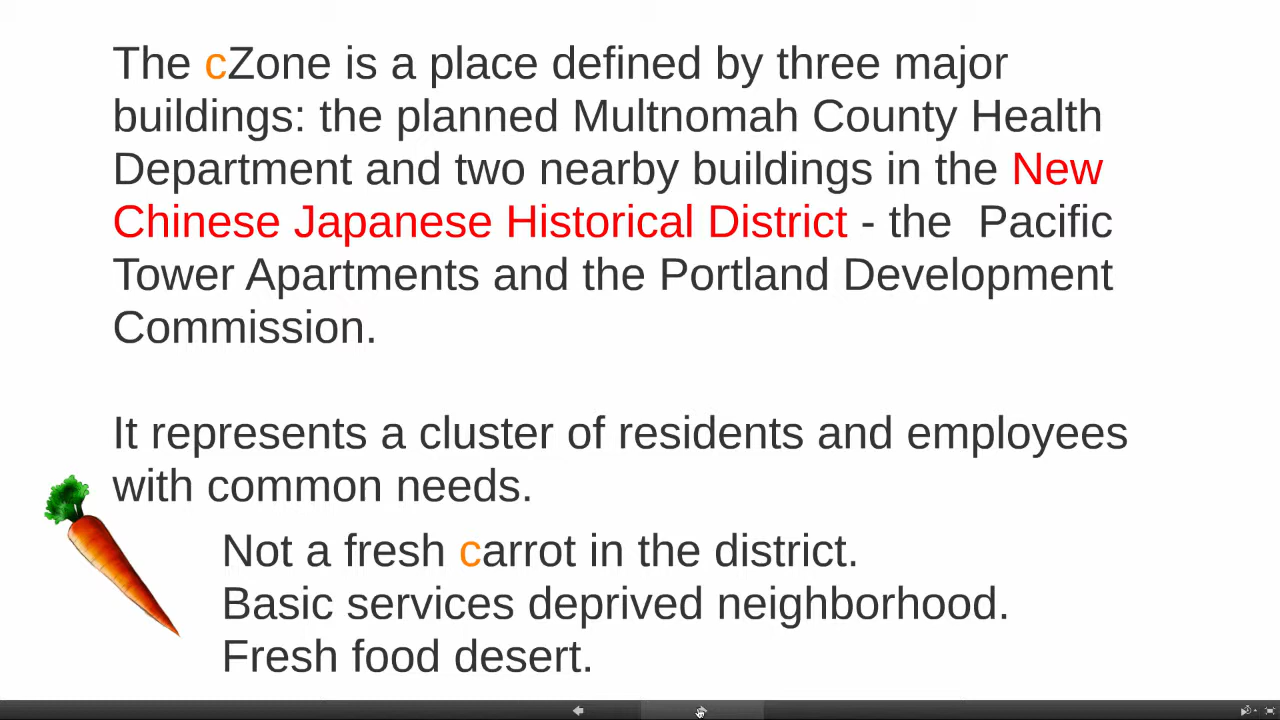 The cZone is a place defined by three major
buildings: the planned Multnomah County Health
Department and two nearby buildings in the New
Chinese Japanese Historical District - the  Pacific
Tower Apartments and the Portland Development
Commission.
It represents a cluster of residents and employees
with common needs.
Not a fresh carrot in the district.
Basic services deprived neighborhood.
Fresh food desert.